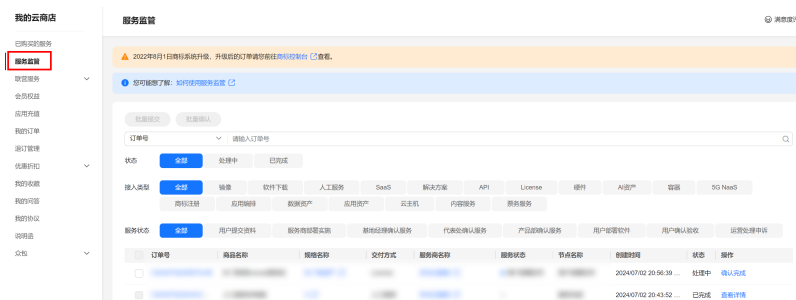 我的云商店
服务监管
满意度
已购买的服务
服务监管
联营服务
会员权益
应用充值
我的订单
退订管理
优惠折扣
我的收藏
我的问答
我的协议
说明函
众包
2022年8月1日商标系统升级，升级后的订单请您前往商标控制台查看。
您可能想了解：如何使用服务监管
批量提交 批量确认
订单号 请输入订单号
状态 全部 处理中 已完成
接入类型 全部 镜像 软件下载 人工服务 SaaS 解决方案 API License 硬件 AI资产 容器 5G NaaS
商标注册 应用编排 数据资产 应用资产 云主机 内容服务 票务服务
服务状态 全部 用户提交资料 服务商部署实施 基地经理确认服务 代表处确认服务 产品部确认服务 用户部署软件 用户确认验收 运营处理申诉
订单号 商品名称 规格名称 交付方式 服务商名称 服务状态 节点名称 创建时间 状态 操作
2024/07/02 20:56:39 ... 处理中 确认完成
2024/07/02 20:43:52 ... 已完成 查看详情